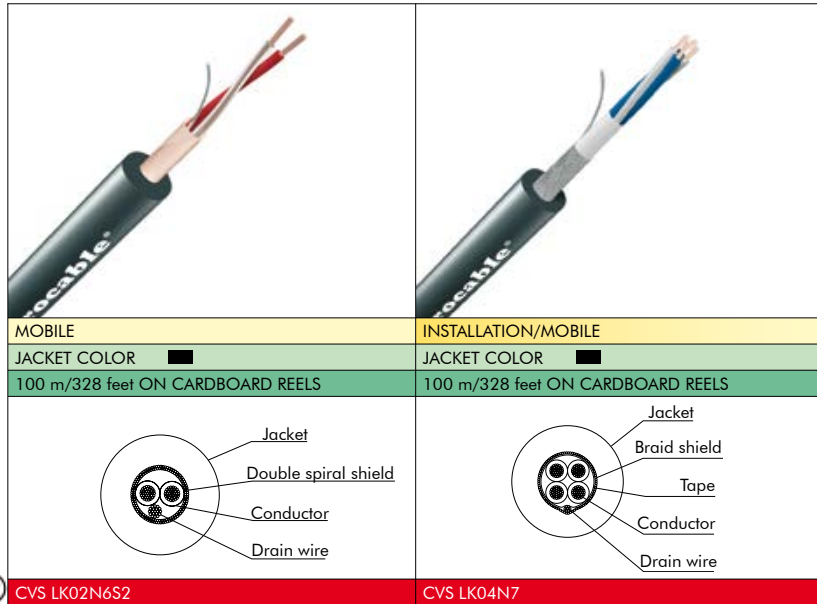 rocable®
rocable®
MOBILE
INSTALLATION/MOBILE
JACKET COLOR
JACKET COLOR
100 m/328 feet ON CARDBOARD REELS
100 m/328 feet ON CARDBOARD REELS
Jacket
Double spiral shield
Conductor
Drain wire
Jacket
Braid shield
Tape
Conductor
Drain wire
CVS LK02N6S2
CVS LK04N7